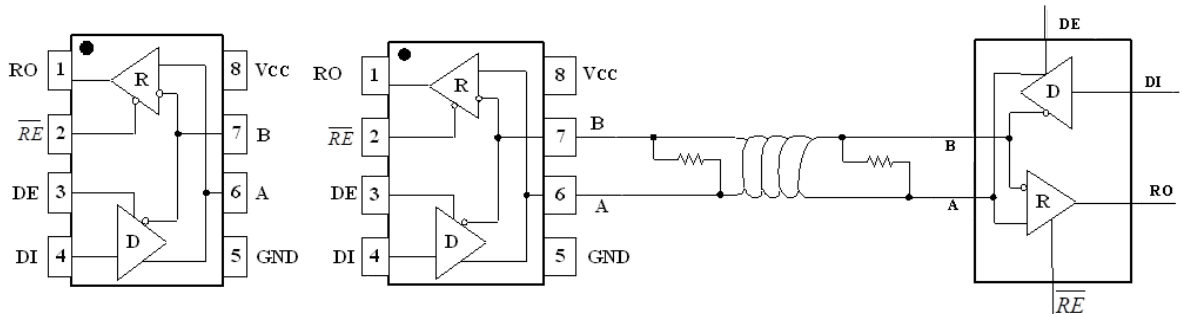 RO 1 R 8 Vcc
RE 2 7 B
DE 3 6 A
DI 4 D 5 GND
RO 1 R 8 Vcc
RE 2 7 B
DE 3 6 A
DI 4 D 5 GND
DE
D DI
B
A R RO
RE